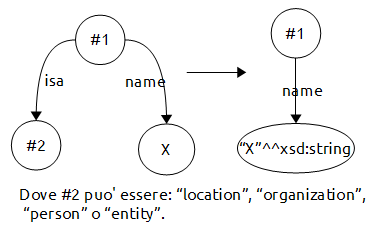 #1
#1
isa
name
name
#2
X
“X”^^xsd:string
Dove #2 puo' essere: “location”, “organization”,
“person” o “entity”.